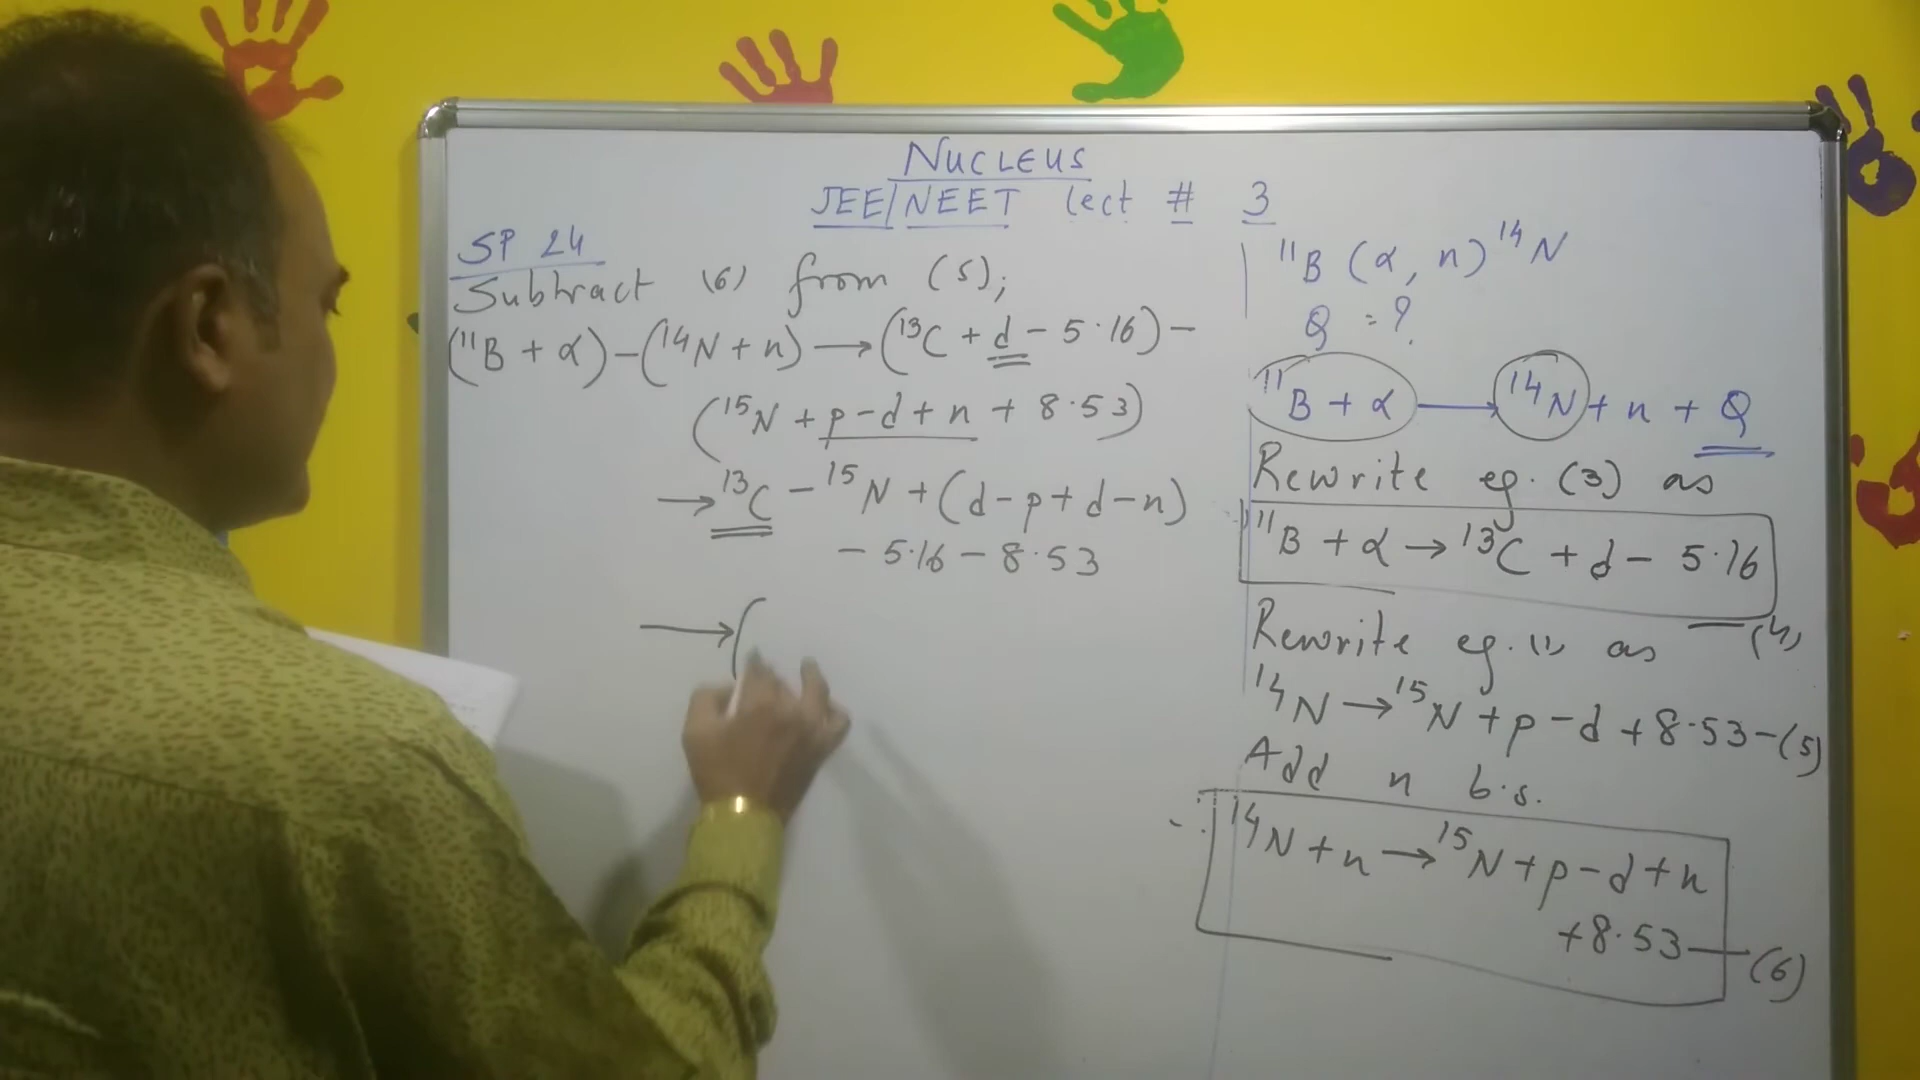 NUCLEUS
JEE/NEET lect # 3
SP 24
Subtract (6) from (5);
(¹¹B + α) – (¹⁴N + n) → (¹³C + d – 5.16) –
(¹⁵N + p – d + n + 8.53)
→ ¹³C – ¹⁵N + (d – p + d – n)
– 5.16 – 8.53
→ (
¹¹B (α, n) ¹⁴N
Q = ?
¹¹B + α → ¹⁴N + n + Q
Rewrite eq. (3) as
¹¹B + α → ¹³C + d – 5.16
— (4)
Rewrite eq. (1) as
¹⁴N → ¹⁵N + p – d + 8.53 – (5)
Add n b.s.
¹⁴N + n → ¹⁵N + p – d + n
+ 8.53 — (6)